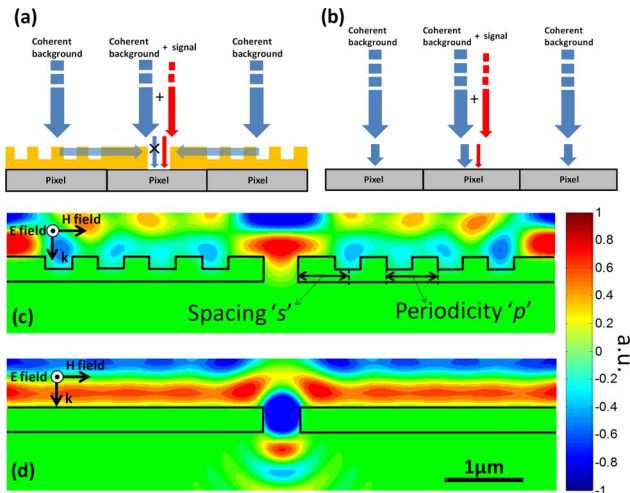 (a)
(b)
Coherent background
Coherent background + signal
Coherent background
Coherent background
Coherent background + signal
Coherent background
+
×
+
Pixel
Pixel
Pixel
Pixel
Pixel
Pixel
H field
E field
k
Spacing ‘s’
Periodicity ‘p’
(c)
H field
E field
k
(d)
1μm
1
0.8
0.6
0.4
0.2
0
-0.2
-0.4
-0.6
-0.8
-1
a.u.